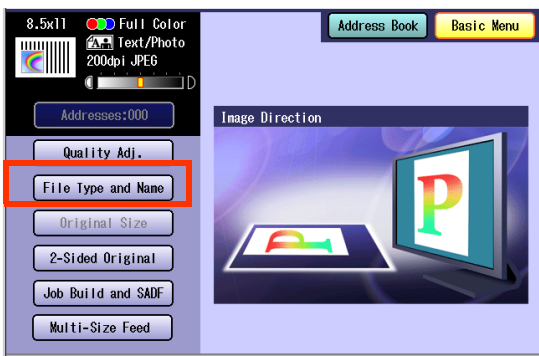 8.5x11 Full Color
Text/Photo
200dpi JPEG
D
Addresses:000
Quality Adj.
File Type and Name
Original Size
2-Sided Original
Job Build and SADF
Multi-Size Feed
Address Book
Basic Menu
Image Direction
P
P